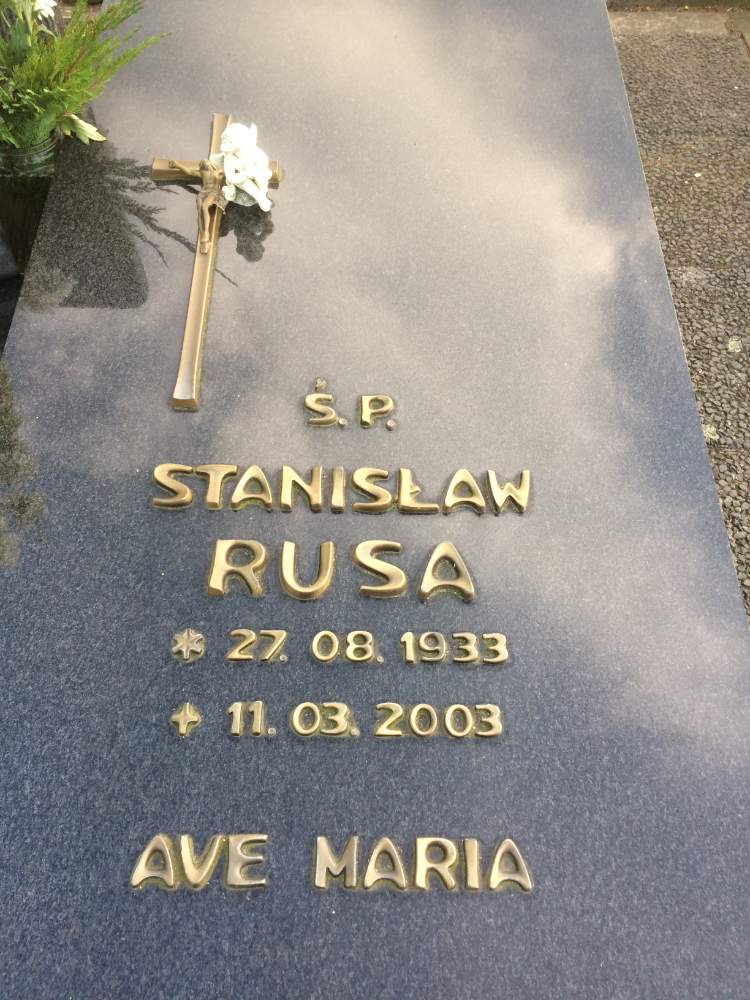 Ś.P.
STANISŁAW
RUSA
* 27. 08. 1933
+ 11. 03. 2003
AVE MARIA